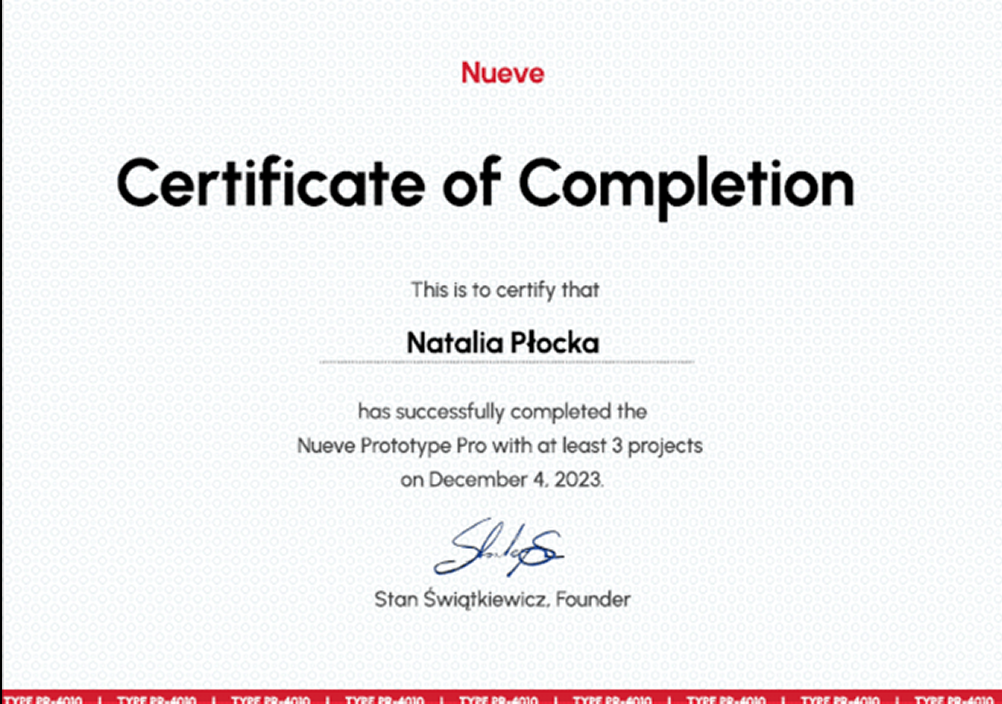 Nueve
Certificate of Completion
This is to certify that
Natalia Płocka
has successfully completed the
Nueve Prototype Pro with at least 3 projects
on December 4, 2023.
Stan Świątkiewicz, Founder
TYPE PR-4010 | TYPE PR-4010 | TYPE PR-4010 | TYPE PR-4010 | TYPE PR-4010 | TYPE PR-4010 | TYPE PR-4010 | TYPE PR-4010 | TYPE PR-4010